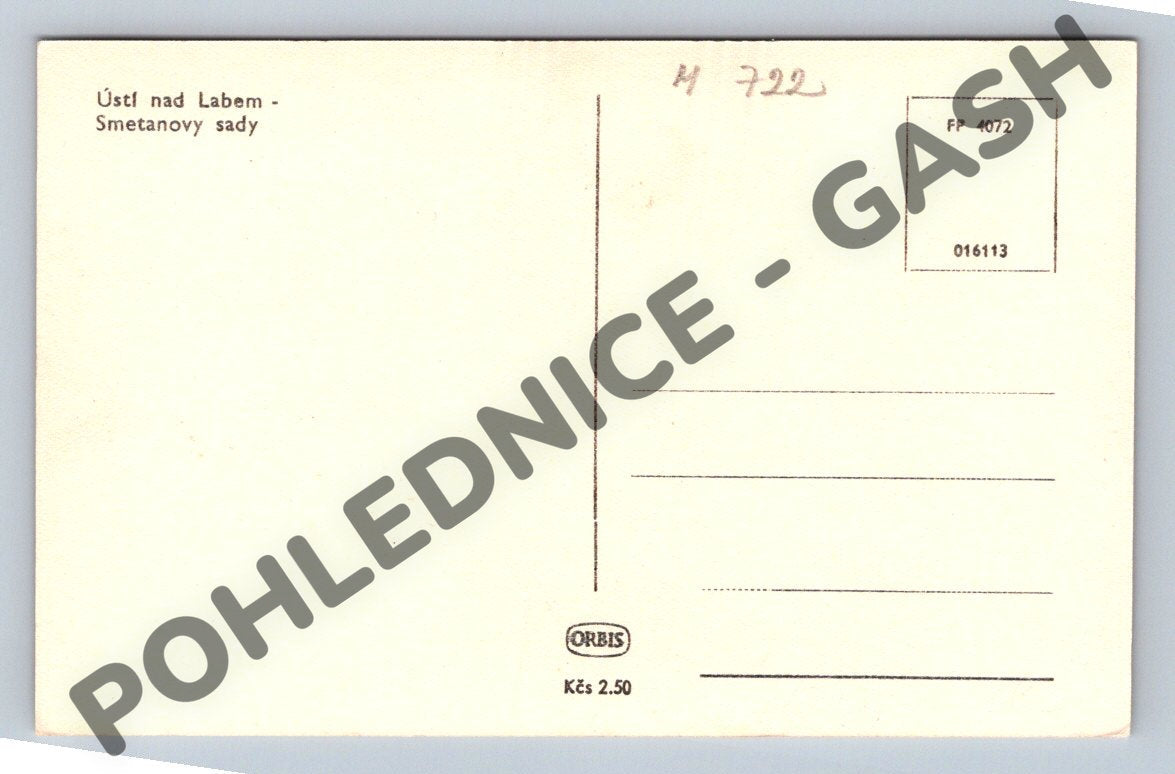 Ústí nad Labem -
Smetanovy sady
M 722
FP 4072
016113
POHLEDNICE - GASH
ORBIS
Kčs 2.50